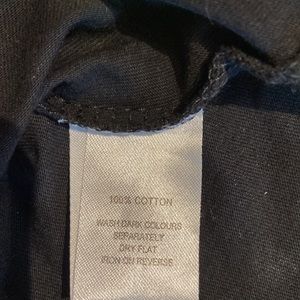 100% COTTON
WASH DARK COLOURS
SEPARATELY
DRY FLAT
IRON ON REVERSE